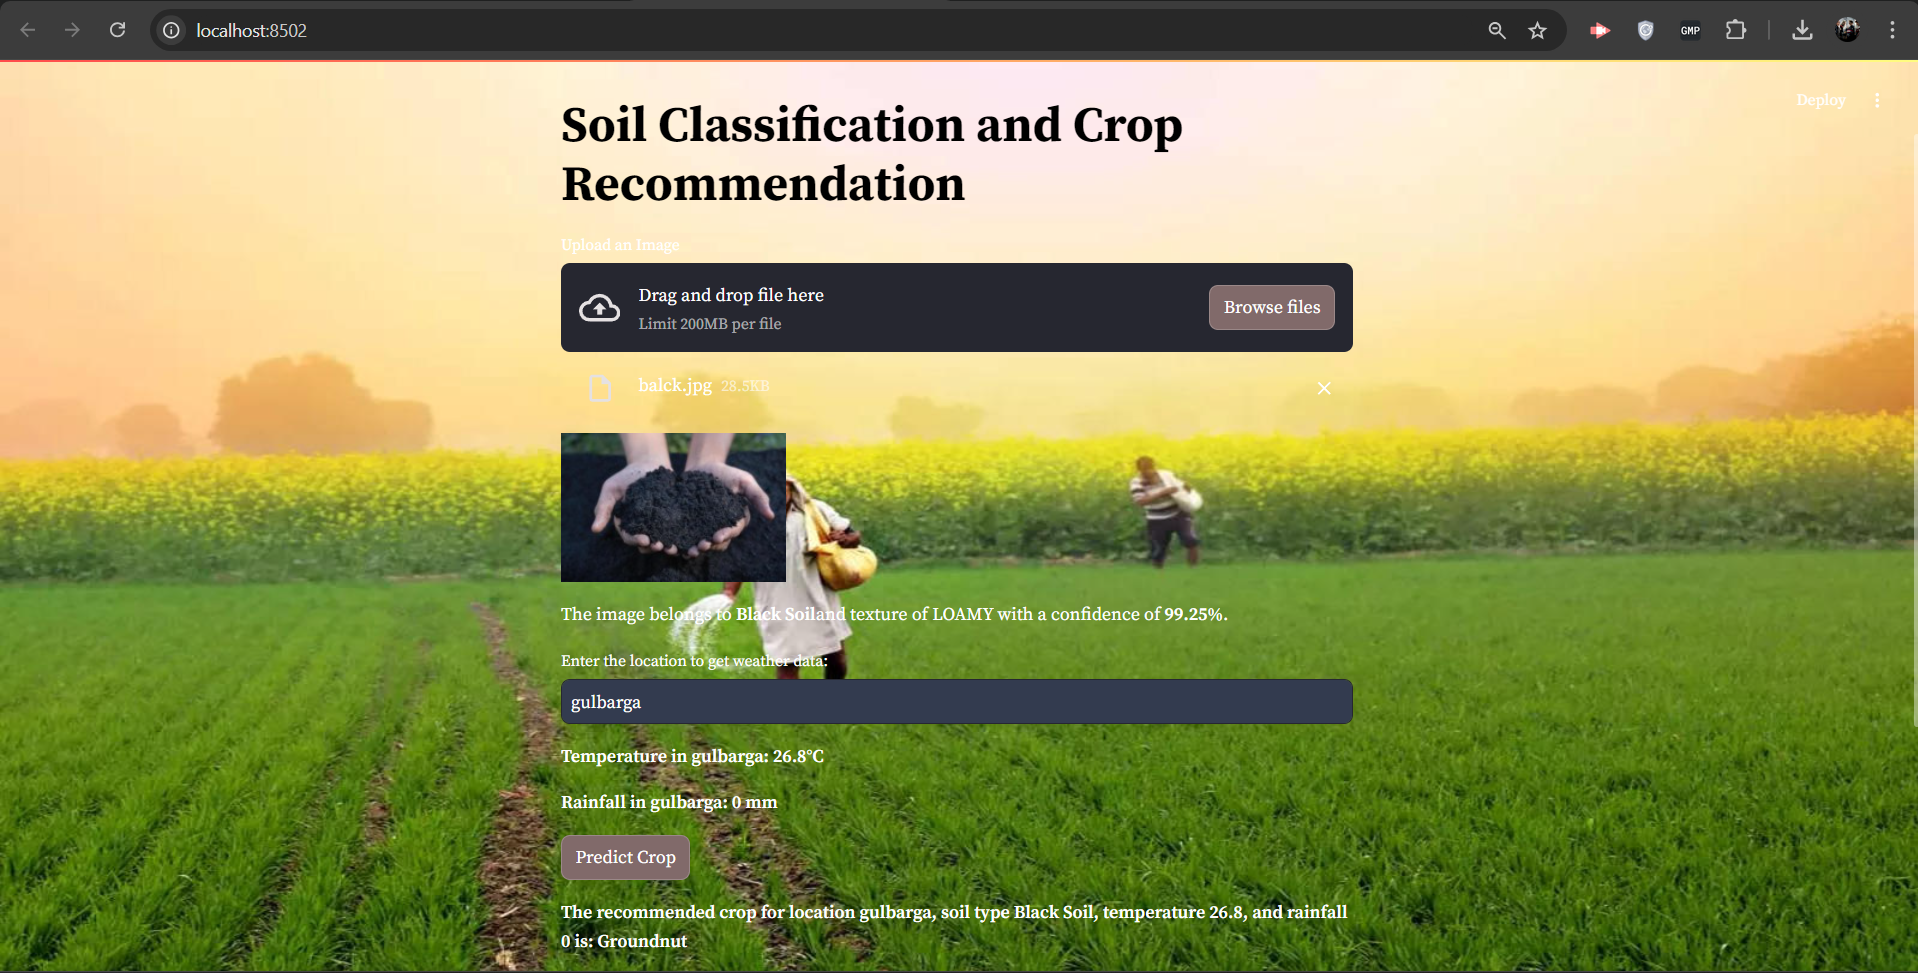 localhost:8502
GMP
Deploy
Soil Classification and Crop
Recommendation
Upload an Image
Drag and drop file here
Limit 200MB per file
Browse files
balck.jpg 28.5KB
The image belongs to Black Soiland texture of LOAMY with a confidence of 99.25%.
Enter the location to get weather data:
gulbarga
Temperature in gulbarga: 26.8°C
Rainfall in gulbarga: 0 mm
Predict Crop
The recommended crop for location gulbarga, soil type Black Soil, temperature 26.8, and rainfall
0 is: Groundnut